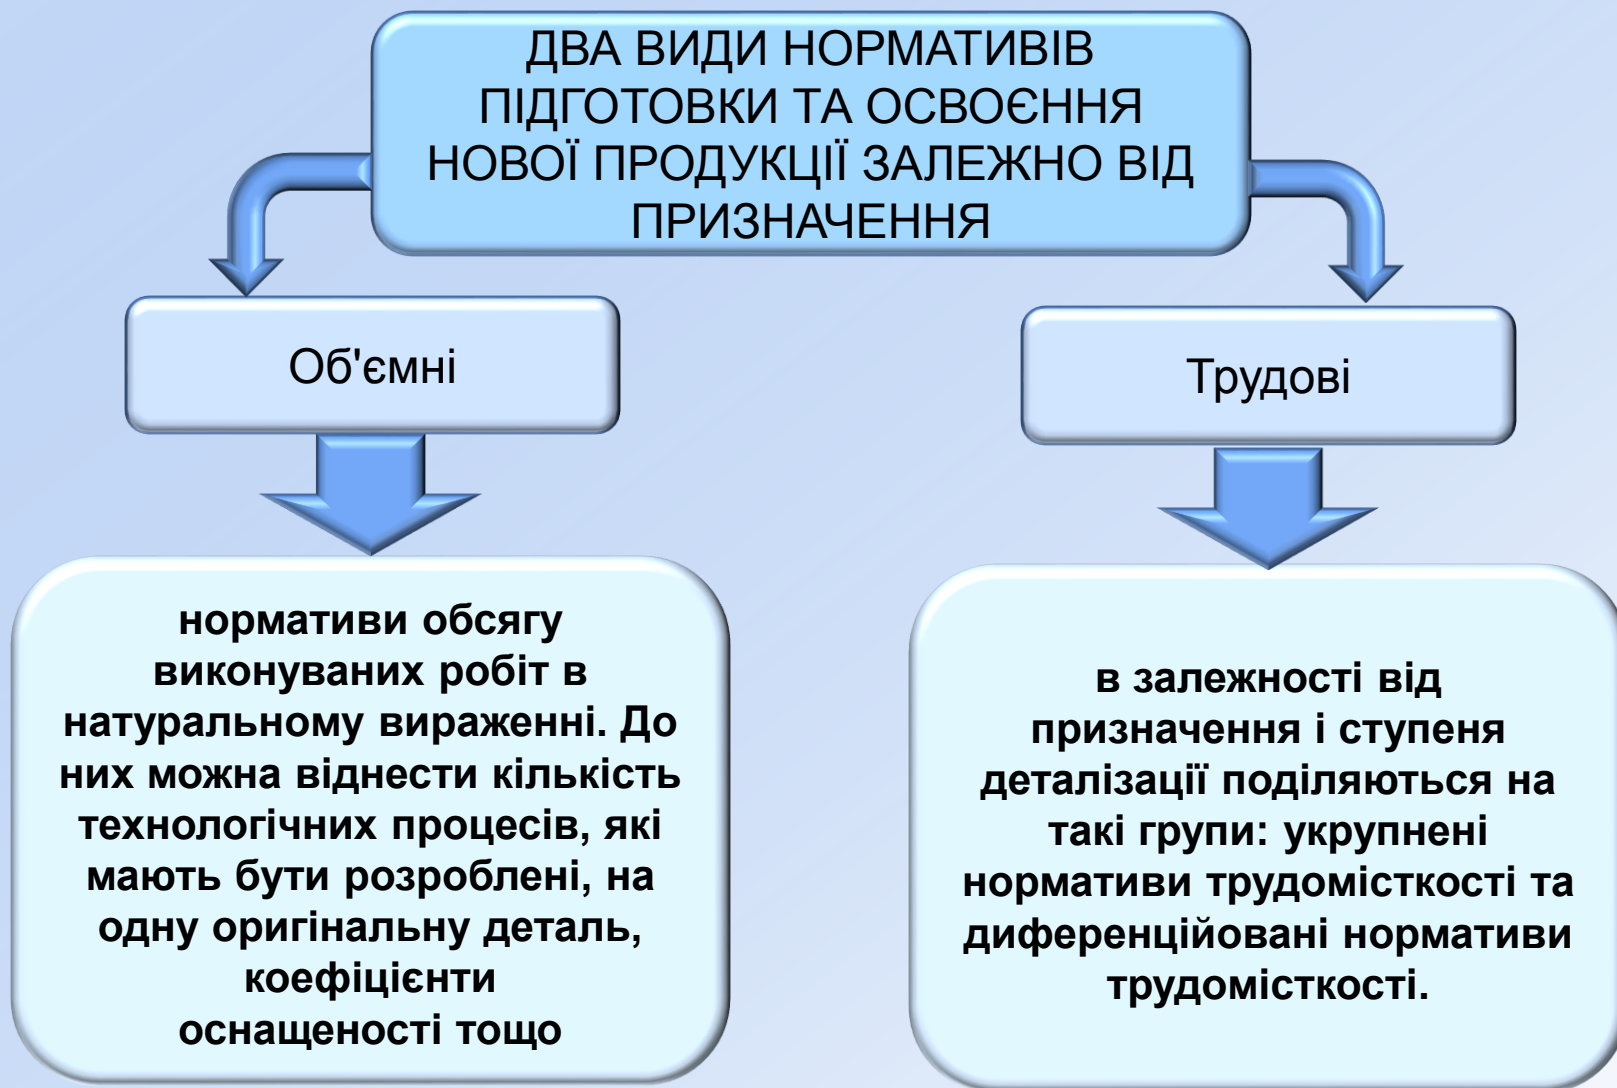 ДВА ВИДИ НОРМАТИВІВ
ПІДГОТОВКИ ТА ОСВОЄННЯ
НОВОЇ ПРОДУКЦІЇ ЗАЛЕЖНО ВІД
ПРИЗНАЧЕННЯ
Об'ємні
Трудові
нормативи обсягу
виконуваних робіт в
натуральному вираженні. До
них можна віднести кількість
технологічних процесів, які
мають бути розроблені, на
одну оригінальну деталь,
коефіцієнти
оснащеності тощо
в залежності від
призначення і ступеня
деталізації поділяються на
такі групи: укрупнені
нормативи трудомісткості та
диференційовані нормативи
трудомісткості.